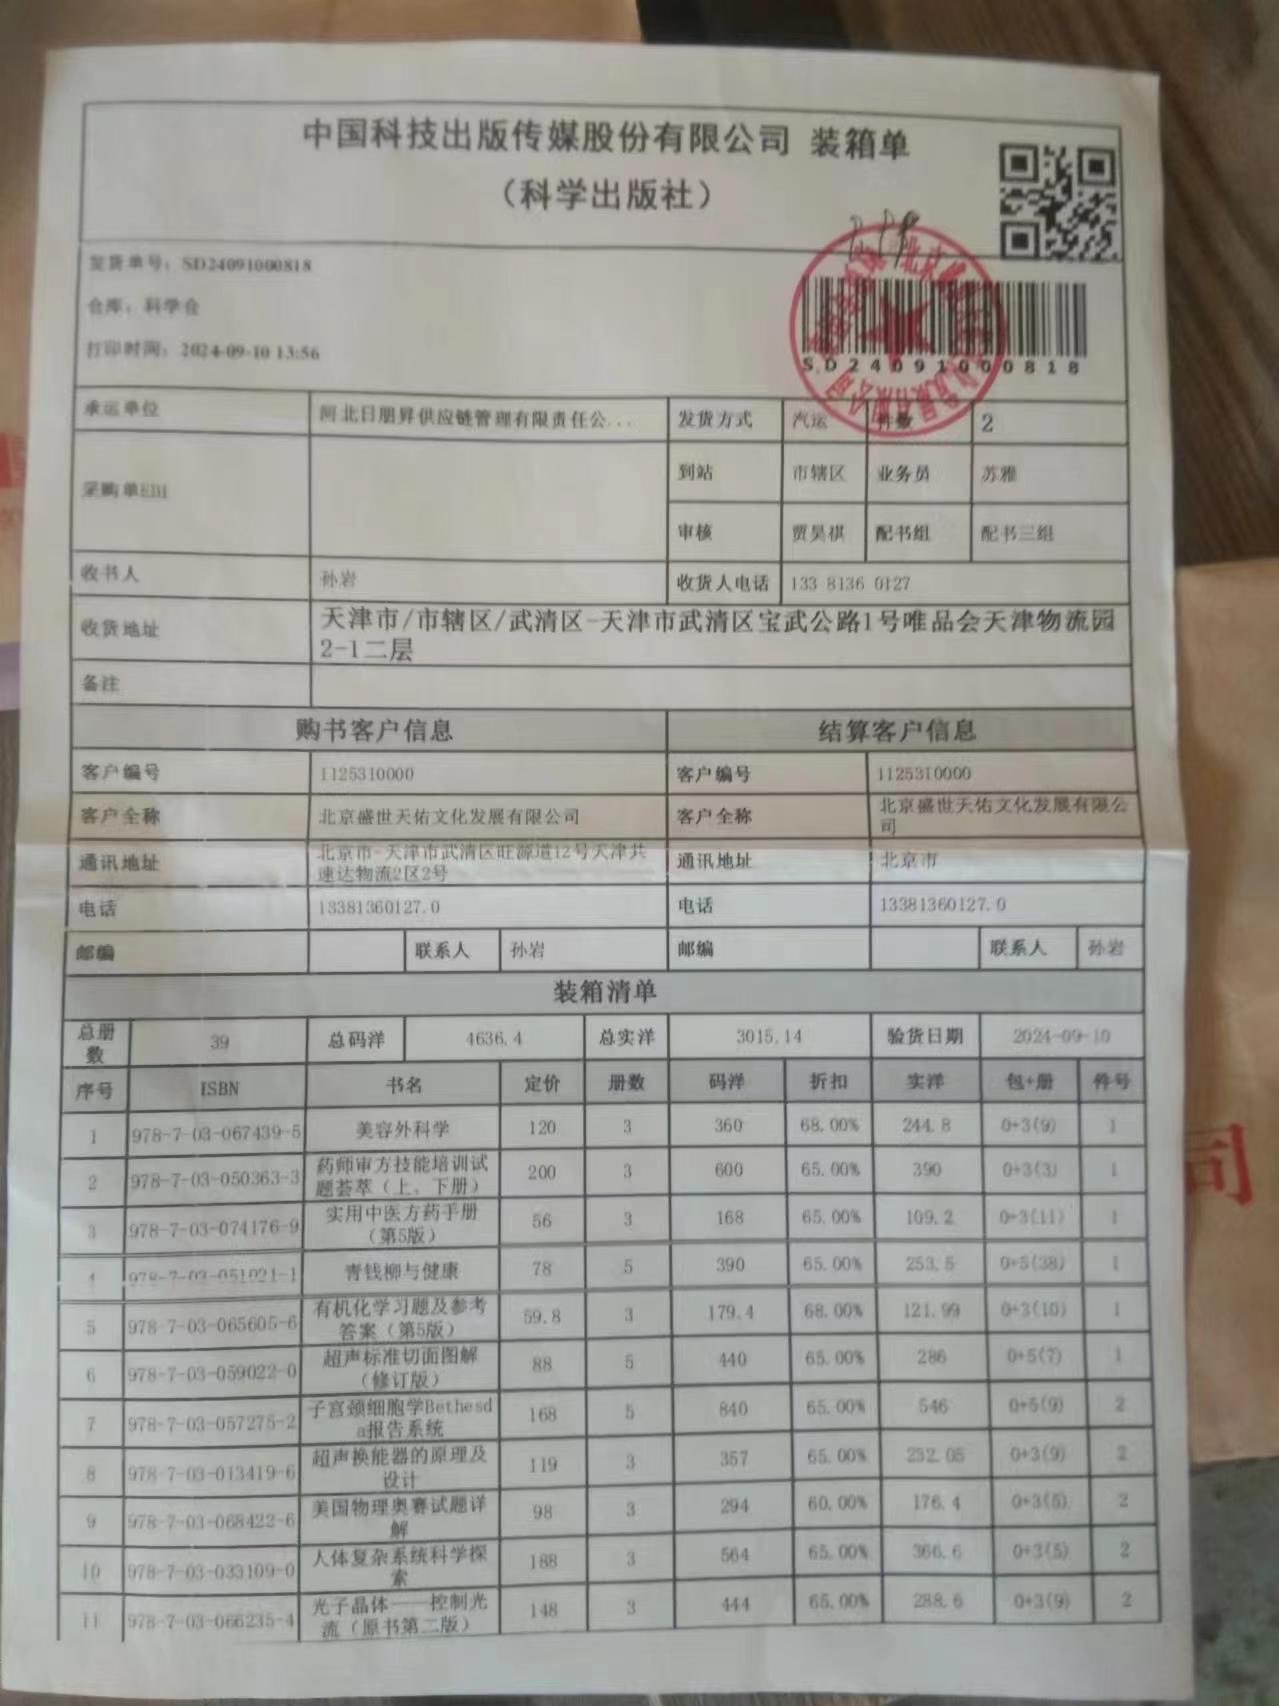 中国科技出版传媒股份有限公司 装箱单
（科学出版社）
发货单号：SD24091000818
仓库：科学仓
打印时间：2024-09-10 13:56
SD24091000818
承运单位 河北日朋昇供应链管理有限责任公... 发货方式 汽运 件数 2
采购单EDI 到站 市辖区 业务员 苏雅
审核 贾昊祺 配书组 配书三组
收书人 孙岩 收货人电话 133 8136 0127
收货地址 天津市/市辖区/武清区-天津市武清区宝武公路1号唯品会天津物流园
2-1二层
备注
购书客户信息 结算客户信息
客户编号 1125310000 客户编号 1125310000
客户全称 北京盛世天佑文化发展有限公司 客户全称 北京盛世天佑文化发展有限公
司
通讯地址 北京市-天津市武清区旺源道12号天津共
速达物流2区2号 通讯地址 北京市
电话 13381360127.0 电话 13381360127.0
邮编 联系人 孙岩 邮编 联系人 孙岩
装箱清单
总册
数 39 总码洋 4636.4 总实洋 3015.14 验货日期 2024-09-10
序号 ISBN 书名 定价 册数 码洋 折扣 实洋 包+册 件号
1 978-7-03-067439-5 美容外科学 120 3 360 68.00% 244.8 0+3(9) 1
2 978-7-03-050363-3 药师审方技能培训试
题荟萃（上、下册） 200 3 600 65.00% 390 0+3(3) 1
3 978-7-03-074176-9 实用中医方药手册
（第5版） 56 3 168 65.00% 109.2 0+3(11) 1
4 978-7-03-051021-1 青钱柳与健康 78 5 390 65.00% 253.5 0+5(38) 1
5 978-7-03-065605-6 有机化学习题及参考
答案（第5版） 59.8 3 179.4 68.00% 121.99 0+3(10) 1
6 978-7-03-059022-0 超声标准切面图解
（修订版） 88 5 440 65.00% 286 0+5(7) 1
7 978-7-03-057275-2 子宫颈细胞学Bethesd
a报告系统 168 5 840 65.00% 546 0+5(9) 2
8 978-7-03-013419-6 超声换能器的原理及
设计 119 3 357 65.00% 232.05 0+3(9) 2
9 978-7-03-068422-6 美国物理奥赛试题详
解 98 3 294 60.00% 176.4 0+3(5) 2
10 978-7-03-033109-0 人体复杂系统科学探
索 188 3 564 65.00% 366.6 0+3(5) 2
11 978-7-03-066235-4 光子晶体——控制光
流（原书第二版） 148 3 444 65.00% 288.6 0+3(9) 2
司